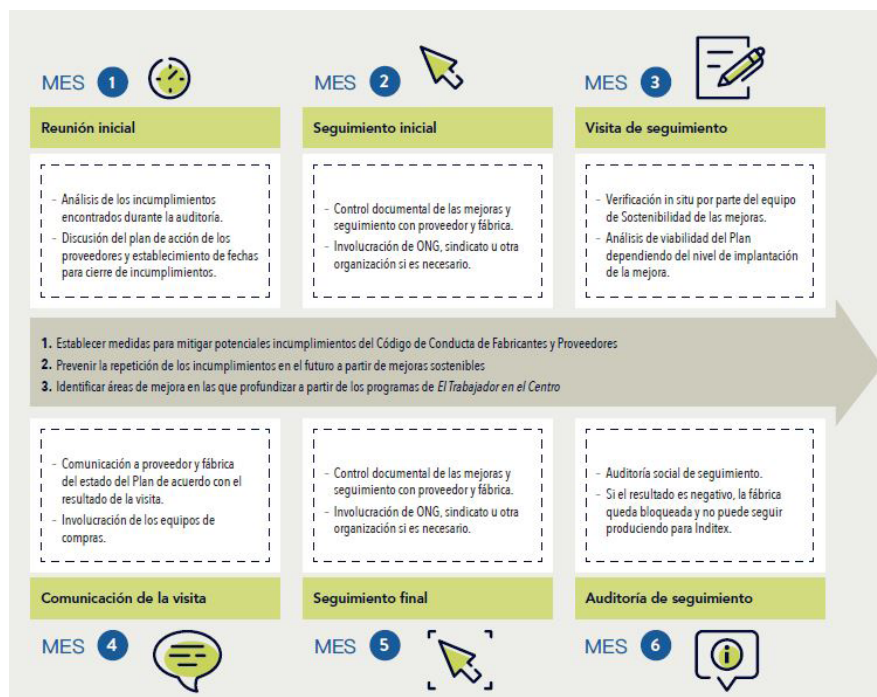 MES 1
Reunión inicial
- Análisis de los incumplimientos
encontrados durante la auditoría.
- Discusión del plan de acción de los
proveedores y establecimiento de fechas
para cierre de incumplimientos.
MES 2
Seguimiento inicial
- Control documental de las mejoras y
seguimiento con proveedor y fábrica.
- Involucración de ONG, sindicato u otra
organización si es necesario.
MES 3
Visita de seguimiento
- Verificación in situ por parte del equipo
de Sostenibilidad de las mejoras.
- Análisis de viabilidad del Plan
dependiendo del nivel de implantación
de la mejora.
1. Establecer medidas para mitigar potenciales incumplimientos del Código de Conducta de Fabricantes y Proveedores
2. Prevenir la repetición de los incumplimientos en el futuro a partir de mejoras sostenibles
3. Identificar áreas de mejora en las que profundizar a partir de los programas de El Trabajador en el Centro
- Comunicación a proveedor y fábrica
del estado del Plan de acuerdo con el
resultado de la visita.
- Involucración de los equipos de
compras.
Comunicación de la visita
MES 4
- Control documental de las mejoras y
seguimiento con proveedor y fábrica.
- Involucración de ONG, sindicato u otra
organización si es necesario.
Seguimiento final
MES 5
- Auditoría social de seguimiento.
- Si el resultado es negativo, la fábrica
queda bloqueada y no puede seguir
produciendo para Inditex.
Auditoría de seguimiento
MES 6
i